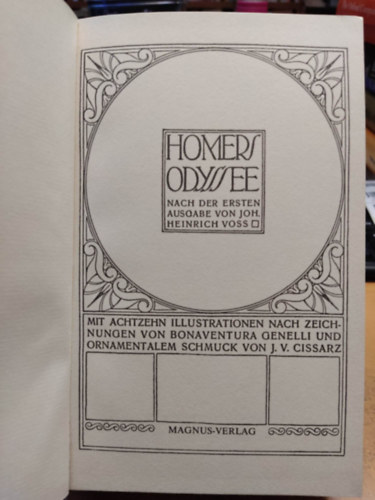 HOMERS
ODYSSEE
NACH DER ERSTEN
AUSGABE VON JOH.
HEINRICH VOSS
MIT ACHTZEHN ILLUSTRATIONEN NACH ZEICH-
NUNGEN VON BONAVENTURA GENELLI UND
ORNAMENTALEM SCHMUCK VON J. V. CISSARZ
MAGNUS-VERLAG